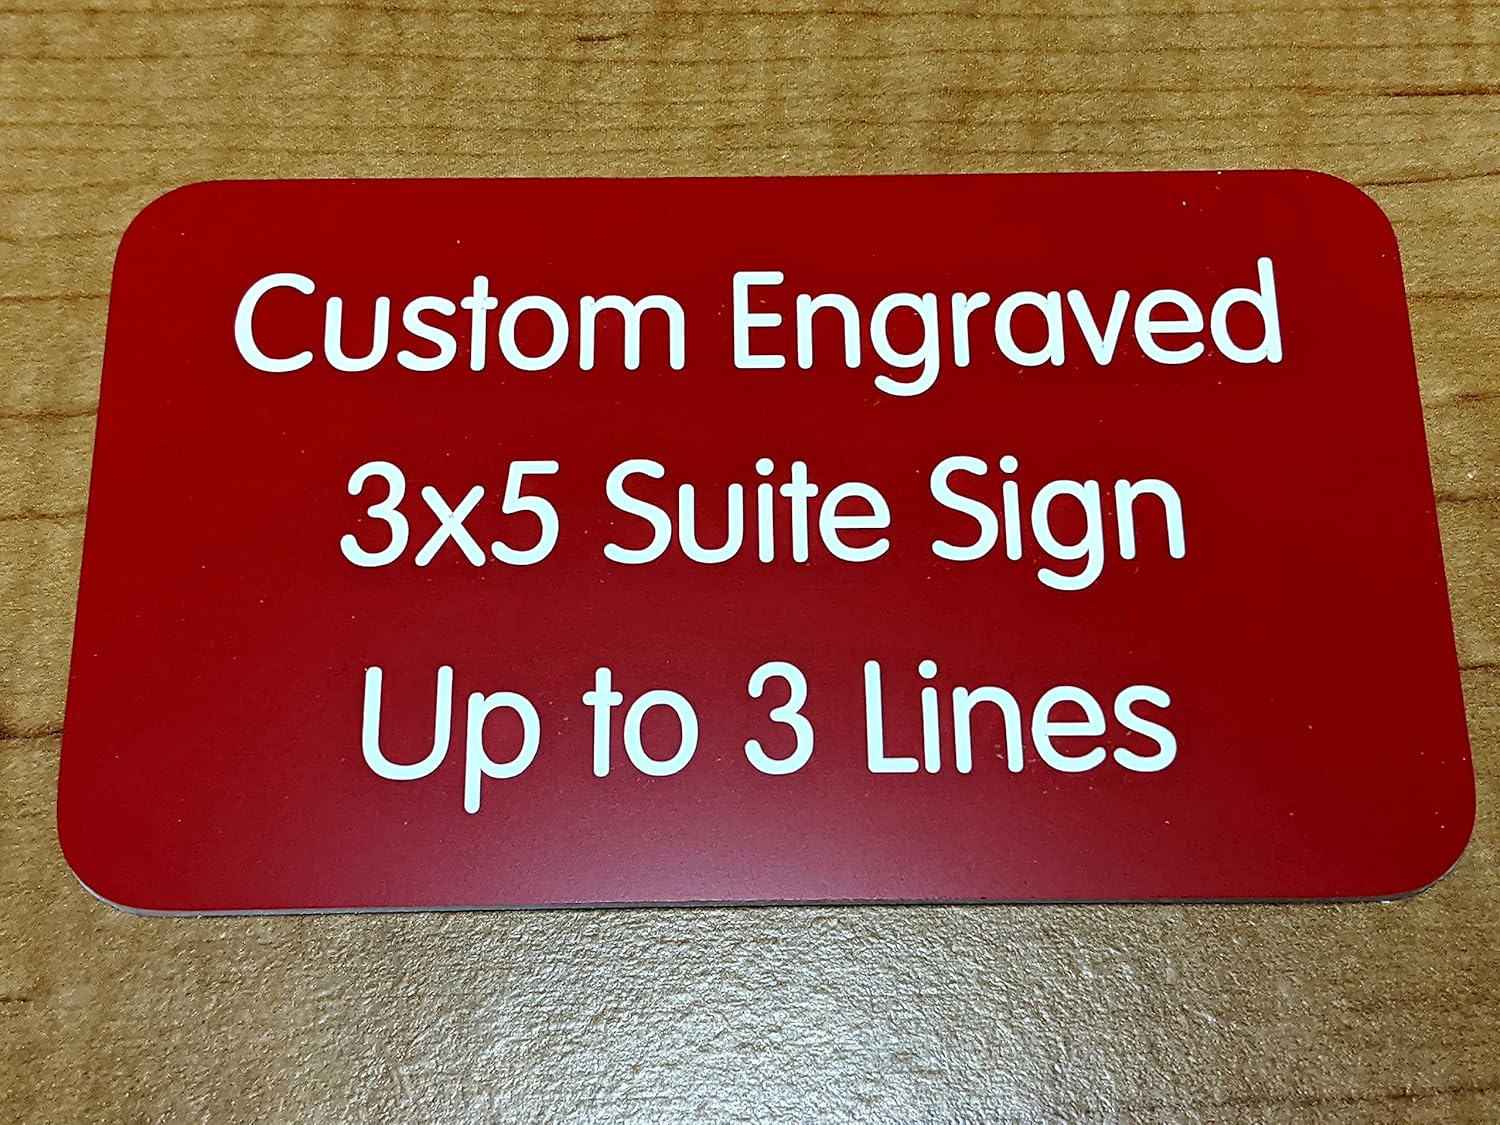 Custom Engraved
3x5 Suite Sign
Up to 3 Lines